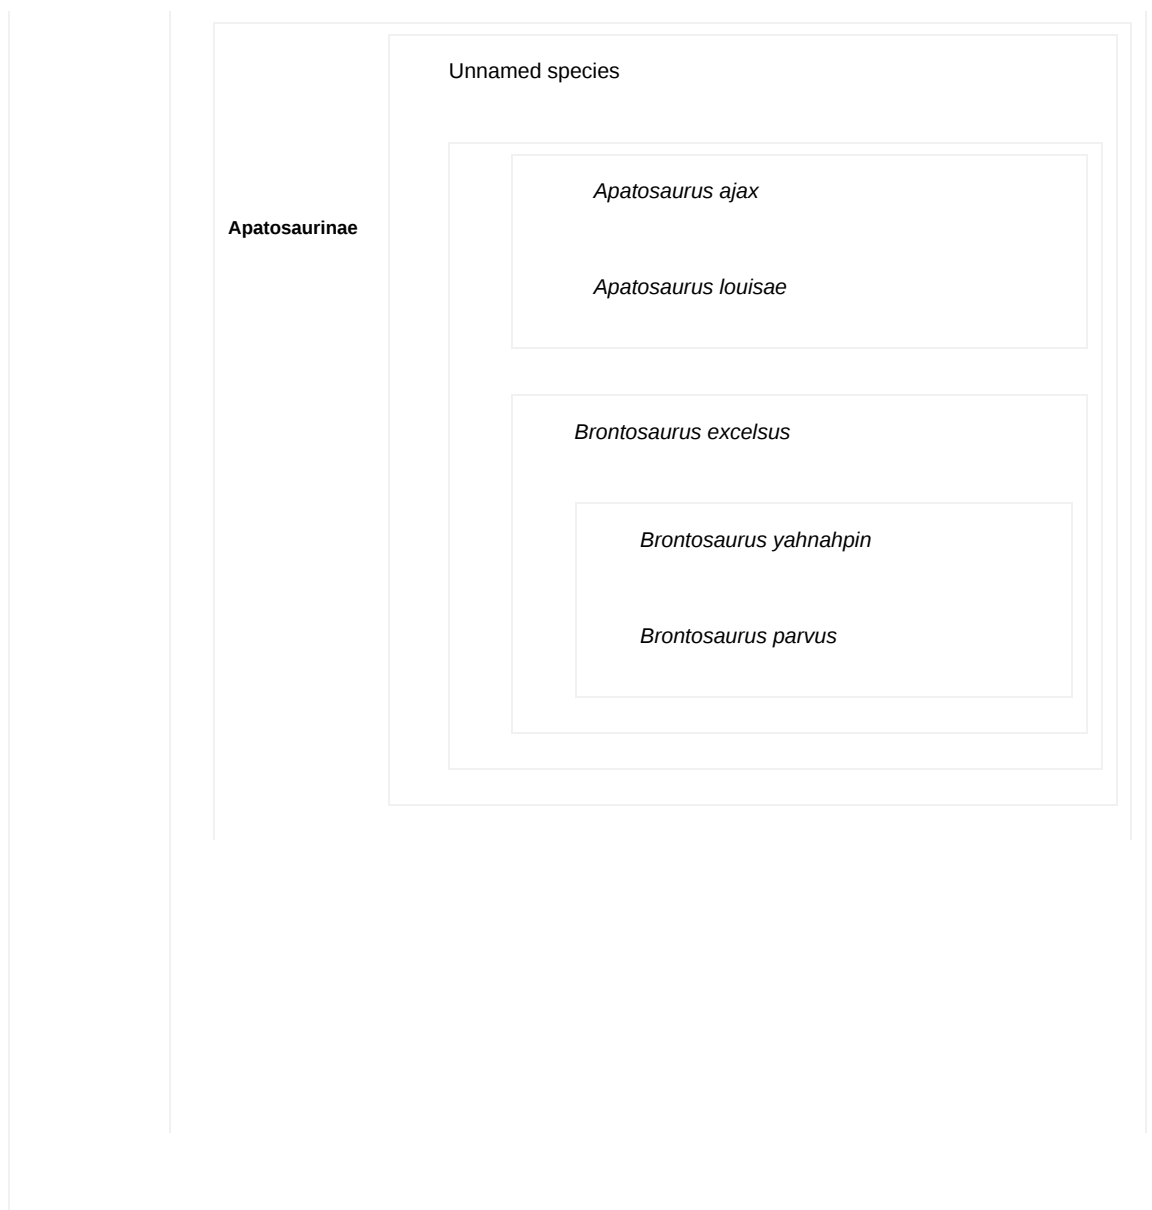 Unnamed species
Apatosaurus ajax
Apatosaurinae
Apatosaurus louisae
Brontosaurus excelsus
Brontosaurus yahnahpin
Brontosaurus parvus